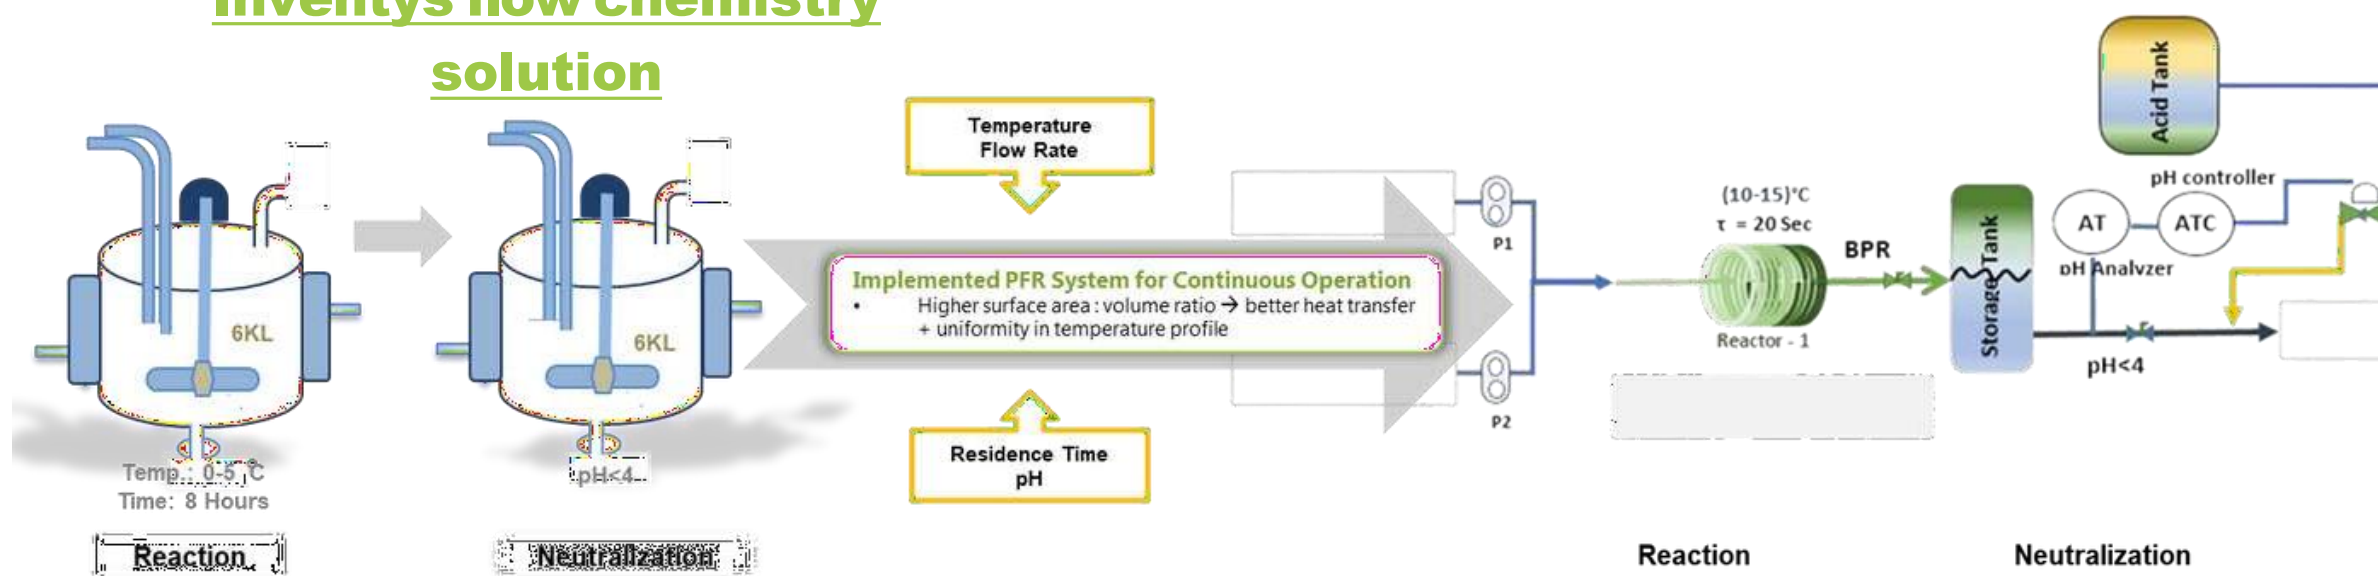 Inventys flow chemistry
solution
6KL
Temp.: 0-5 °C
Time: 8 Hours
Reaction
6KL
pH<4
Neutralization
Temperature
Flow Rate
Implemented PFR System for Continuous Operation
• Higher surface area : volume ratio → better heat transfer
+ uniformity in temperature profile
Residence Time
pH
P1
P2
(10-15)°C
τ = 20 Sec
Reactor - 1
BPR
Reaction
Storage Tank
Acid Tank
pH controller
AT
ATC
pH Analyzer
pH<4
Neutralization